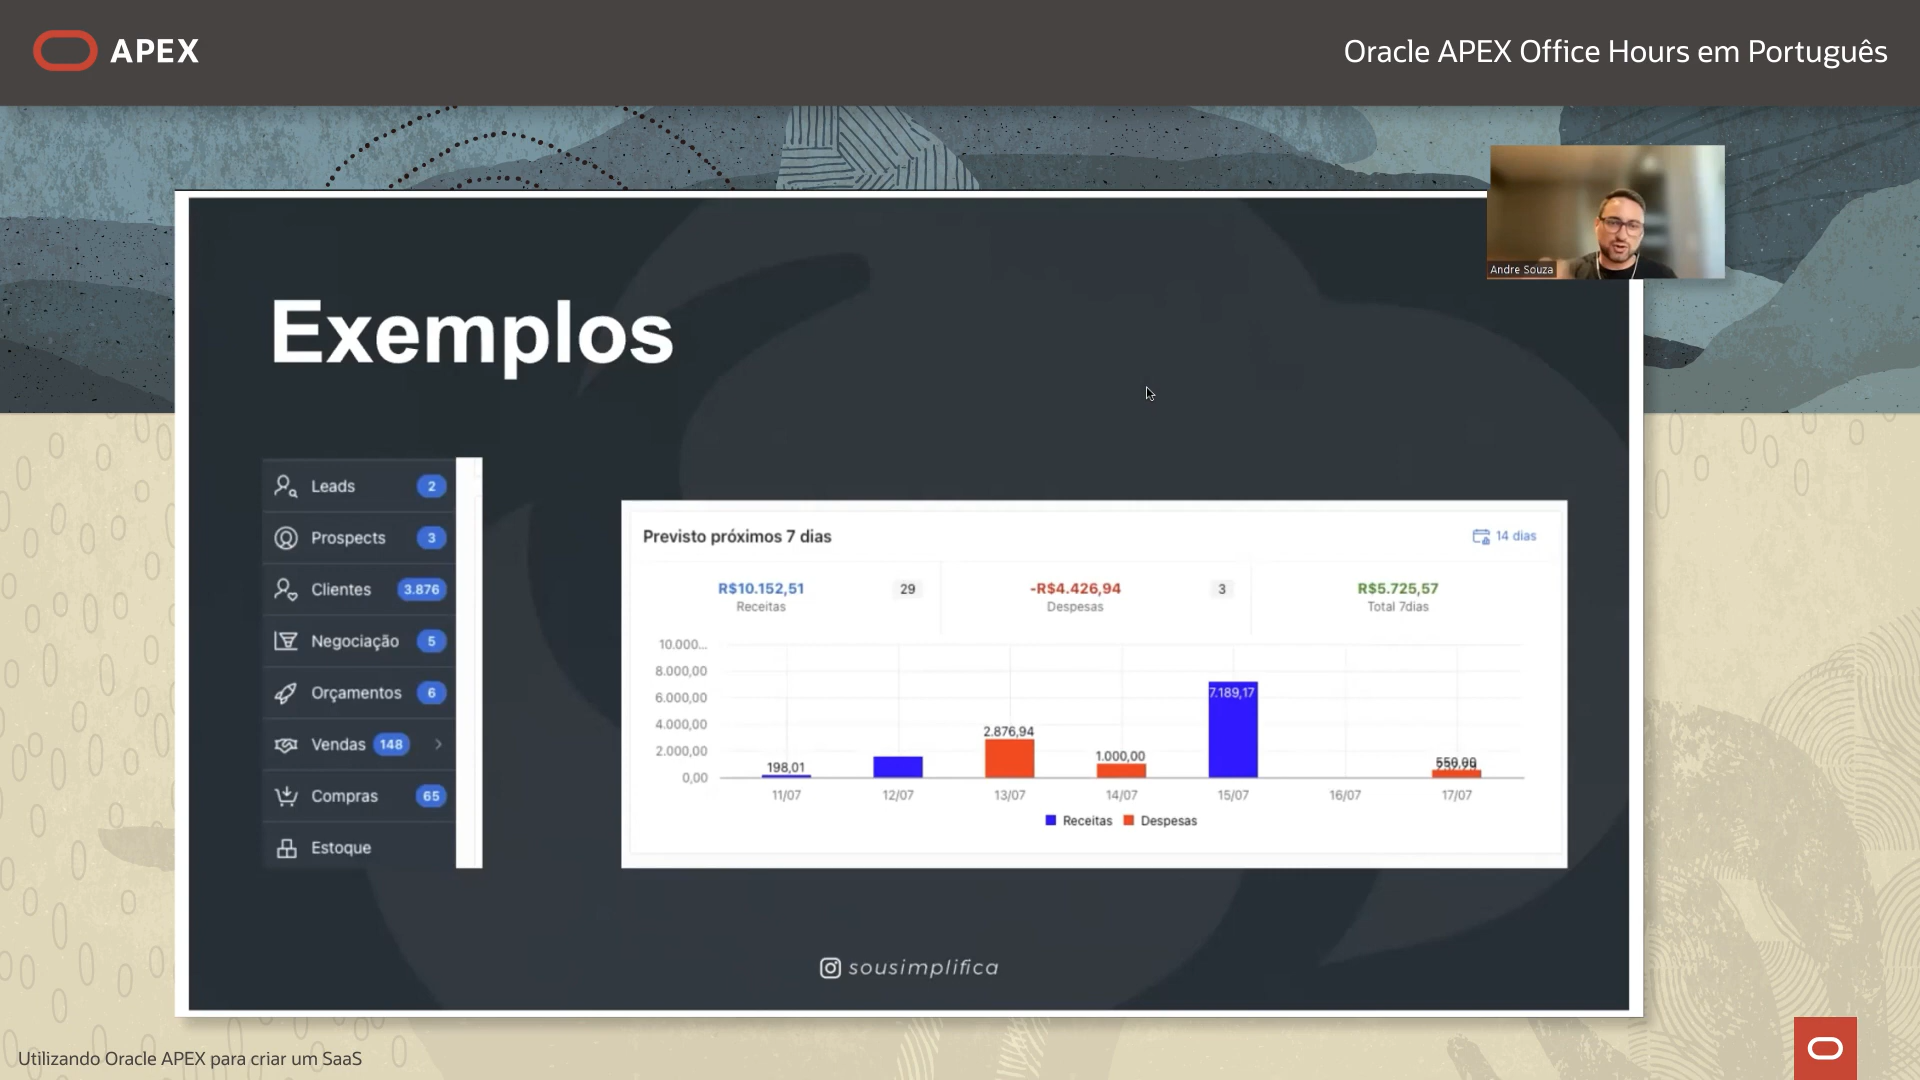 APEX
Oracle APEX Office Hours em Português
Andre Souza
Exemplos
Leads 2
Prospects 3
Clientes 3.876
Negociação 5
Orçamentos 6
Vendas 148
Compras 65
Estoque
Previsto próximos 7 dias
14 dias
R$10.152,51 29
Receitas
-R$4.426,94 3
Despesas
R$5.725,57
Total 7dias
10.000...
8.000,00
6.000,00
4.000,00
2.000,00
0,00
198,01
2.876,94
1.000,00
7.189,17
11/07 12/07 13/07 14/07 15/07 16/07 17/07
Receitas Despesas
sousimplifica
Utilizando Oracle APEX para criar um SaaS